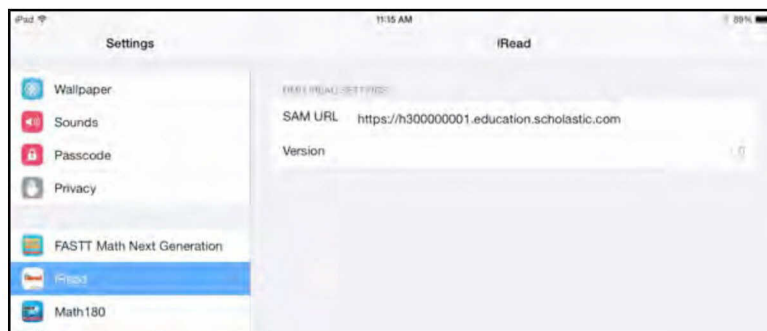 iPad 11:15 AM 89%
Settings iRead
Wallpaper
SETTINGS
Sounds
SAM URL https://h300000001.education.scholastic.com
Passcode
Version
Privacy
FASTT Math Next Generation
iRead
Math180